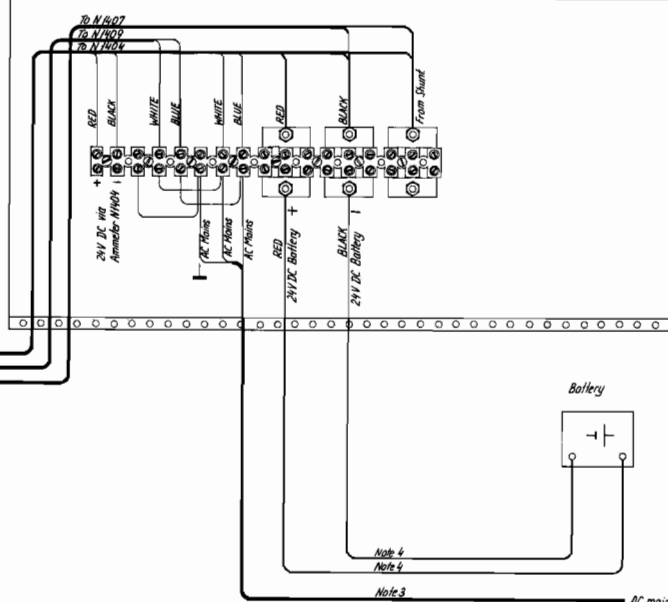 To N1407
To N1409
To N1404
RED
BLACK
WHITE
BLUE
WHITE
BLUE
RED
BLACK
From Shunt
+
-
24V DC via
Ammeter N1404
AC Mains
AC Mains
AC Mains
RED
24V DC Battery
+
BLACK
24V DC Battery
-
Battery
Note 4
Note 4
Note 3
AC main